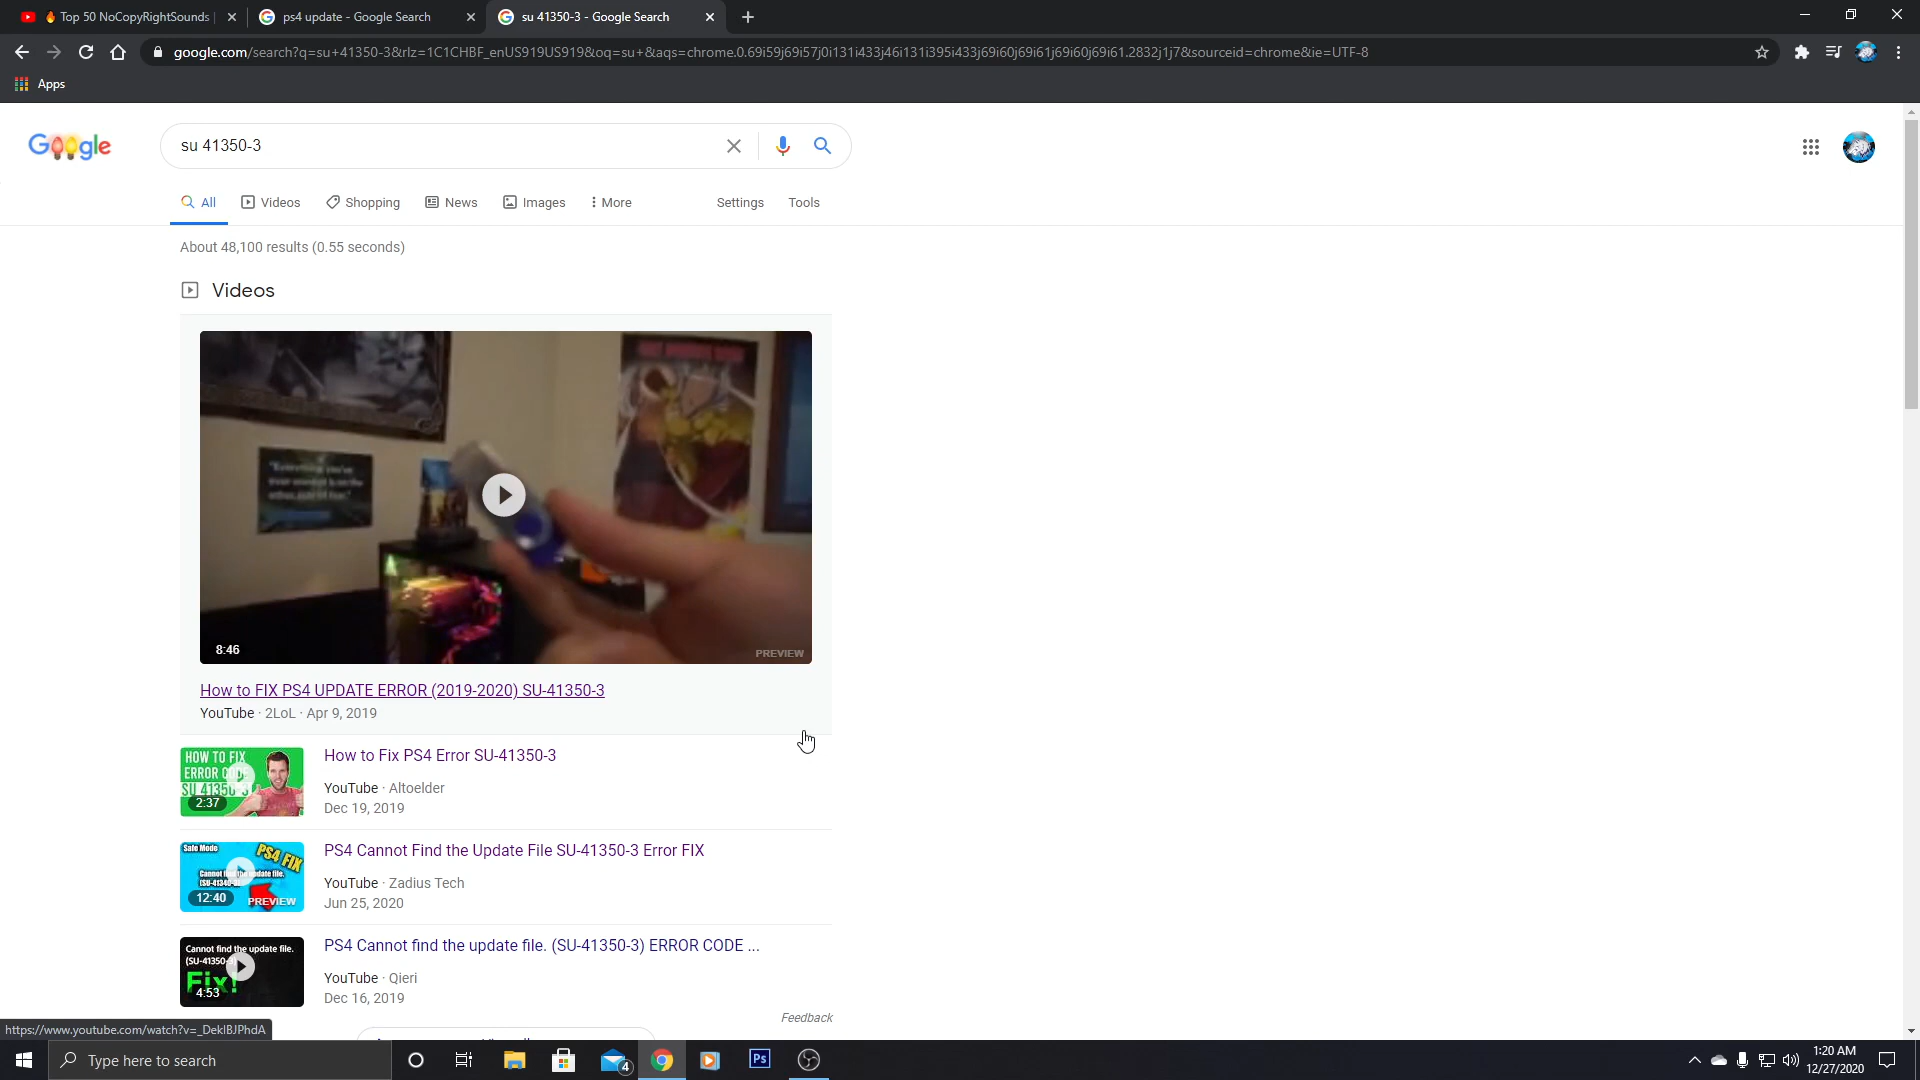 🔥 Top 50 NoCopyRightSounds
ps4 update - Google Search
su 41350-3 - Google Search
google.com/search?q=su+41350-3&rlz=1C1CHBF_enUS919US919&oq=su+&aqs=chrome.0.69i59j69i57j0i131i433j46i131i395i433j69i60j69i61j69i60j69i61.2832j1j7&sourceid=chrome&ie=UTF-8
Apps
Google
su 41350-3
All
Videos
Shopping
News
Images
More
Settings
Tools
About 48,100 results (0.55 seconds)
Videos
8:46
PREVIEW
How to FIX PS4 UPDATE ERROR (2019-2020) SU-41350-3
YouTube · 2LoL · Apr 9, 2019
HOW TO FIX
ERROR CODE
2:37
How to Fix PS4 Error SU-41350-3
YouTube · Altoelder
Dec 19, 2019
Safe Mode
PS4 FIX
12:40
PREVIEW
PS4 Cannot Find the Update File SU-41350-3 Error FIX
YouTube · Zadius Tech
Jun 25, 2020
Cannot find the update file.
Fix!
4:53
PS4 Cannot find the update file. (SU-41350-3) ERROR CODE ...
YouTube · Qieri
Dec 16, 2019
Feedback
https://www.youtube.com/watch?v=_DeklBJPhdA
Type here to search
4
Ps
1:20 AM
12/27/2020